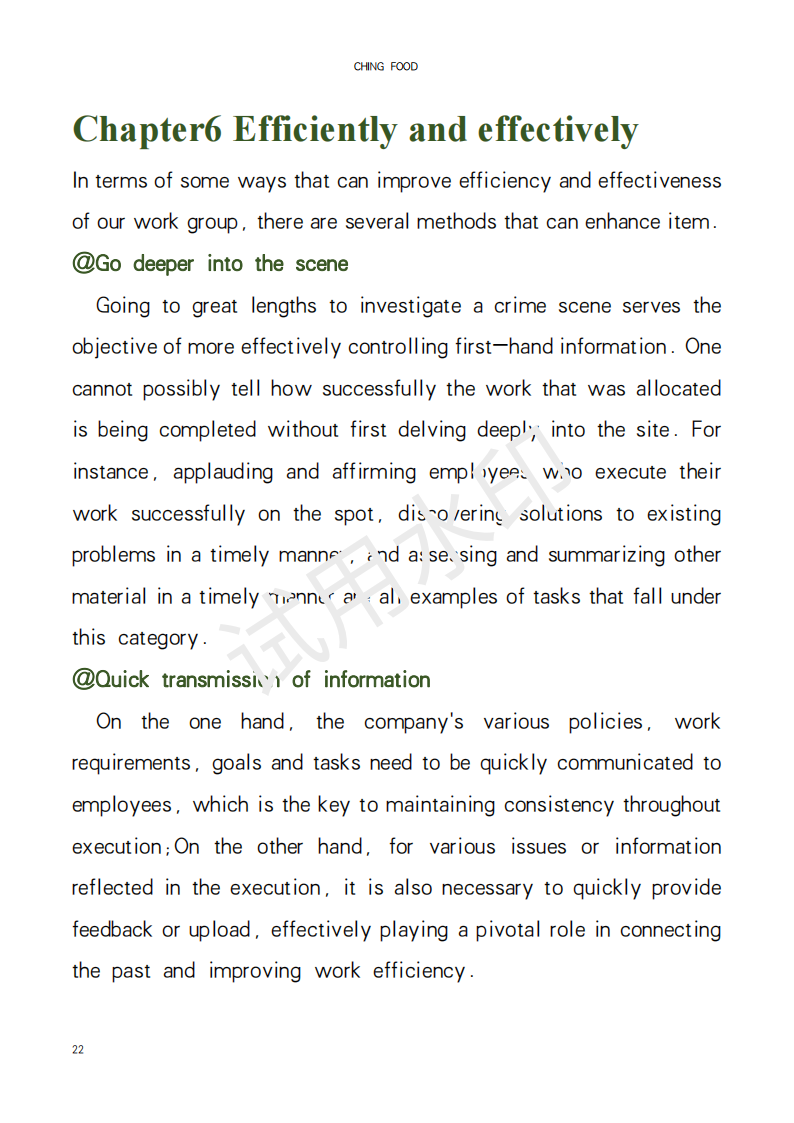 CHING FOOD
Chapter6 Efficiently and effectively
In terms of some ways that can improve efficiency and effectiveness
of our work group, there are several methods that can enhance item.
@Go deeper into the scene
Going to great lengths to investigate a crime scene serves the
objective of more effectively controlling first—hand information. One
cannot possibly tell how successfully the work that was allocated
is being completed without first delving deeply into the site. For
instance, applauding and affirming employees who execute their
work successfully on the spot, discovering solutions to existing
problems in a timely manner, and assessing and summarizing other
material in a timely manner are all examples of tasks that fall under
this category.
@Quick transmission of information
On the one hand, the company's various policies, work
requirements, goals and tasks need to be quickly communicated to
employees, which is the key to maintaining consistency throughout
execution;On the other hand, for various issues or information
reflected in the execution, it is also necessary to quickly provide
feedback or upload, effectively playing a pivotal role in connecting
the past and improving work efficiency.
试用水印
22